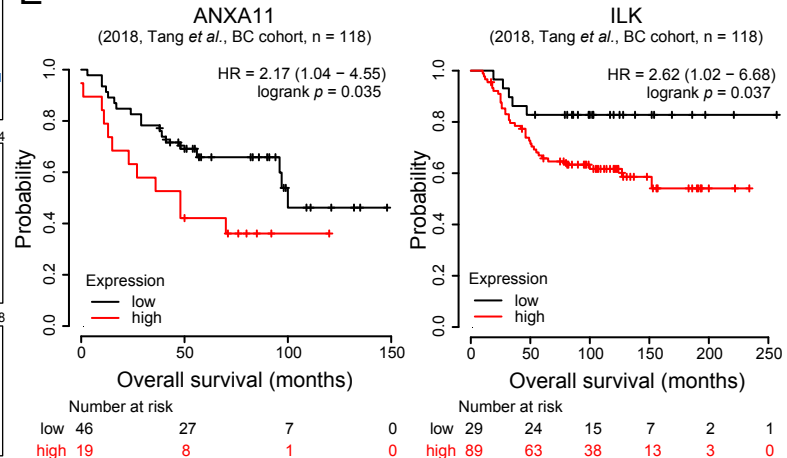 E
ANXA11
(2018, Tang et al., BC cohort, n = 118)
HR = 2.17 (1.04 − 4.55)
logrank p = 0.035
Probability
1.0
0.8
0.6
0.4
0.2
0.0
Expression
low
high
0 50 100 150
Overall survival (months)
Number at risk
low 46 27 7 0
high 19 8 1 0
ILK
(2018, Tang et al., BC cohort, n = 118)
HR = 2.62 (1.02 − 6.68)
logrank p = 0.037
Probability
1.0
0.8
0.6
0.4
0.2
0.0
Expression
low
high
0 50 100 150 200 250
Overall survival (months)
Number at risk
low 29 24 15 7 2 1
high 89 63 38 13 3 0
4
8